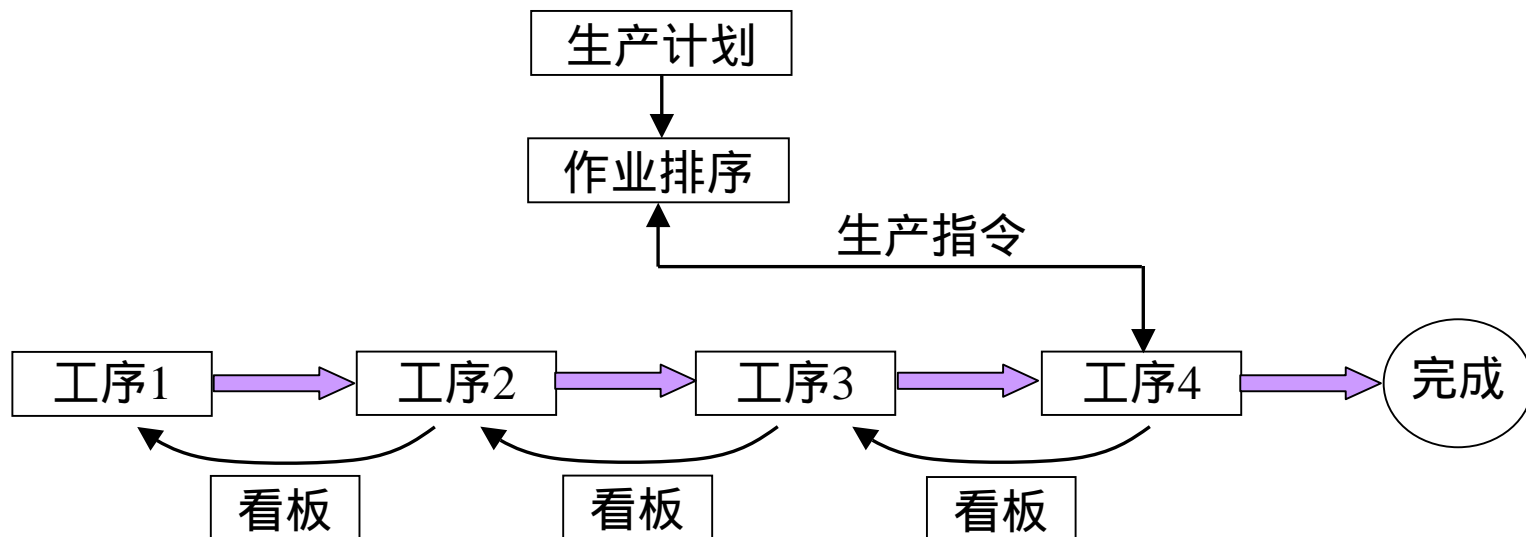 生产计划
作业排序
生产指令
工序1
工序2
工序3
工序4
完成
看板
看板
看板